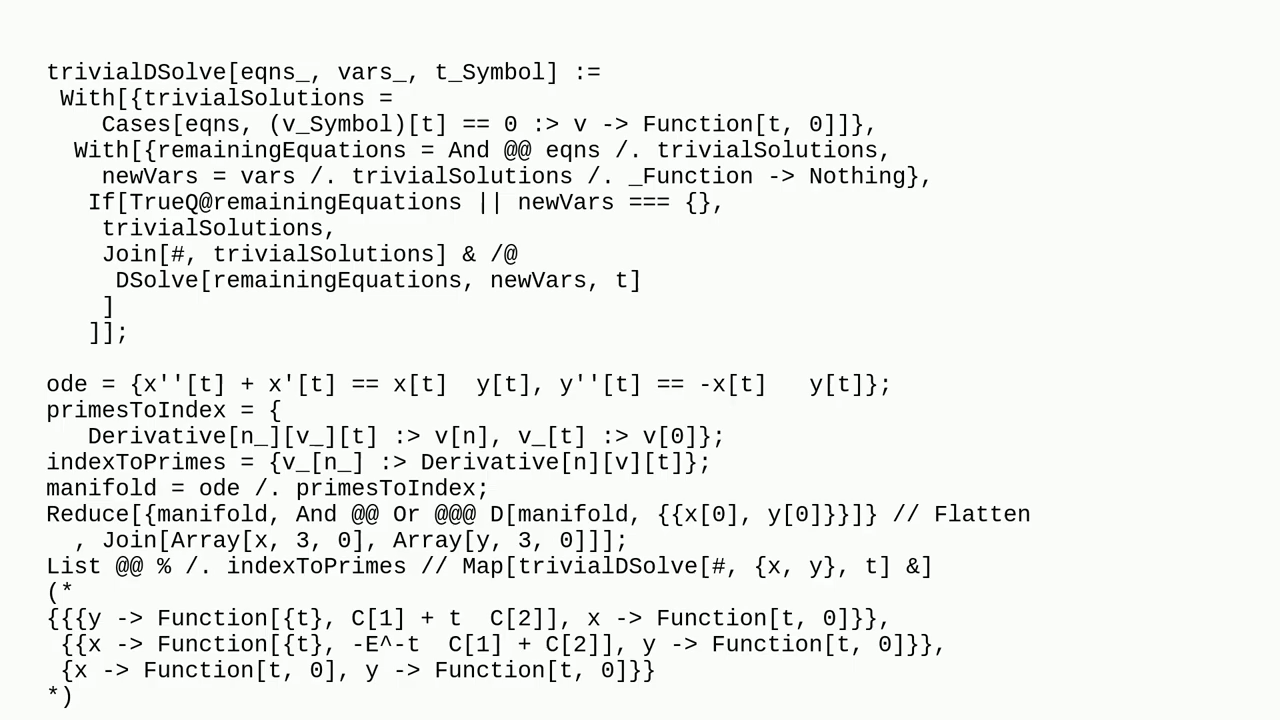 trivialDSolve[eqns_, vars_, t_Symbol] :=
 With[{trivialSolutions =
    Cases[eqns, (v_Symbol)[t] == 0 :> v -> Function[t, 0]]},
  With[{remainingEquations = And @@ eqns /. trivialSolutions,
    newVars = vars /. trivialSolutions /. _Function -> Nothing},
   If[TrueQ@remainingEquations || newVars === {},
    trivialSolutions,
    Join[#, trivialSolutions] & /@
     DSolve[remainingEquations, newVars, t]
    ]
   ]];
ode = {x''[t] + x'[t] == x[t]  y[t], y''[t] == -x[t]   y[t]};
primesToIndex = {
   Derivative[n_][v_][t] :> v[n], v_[t] :> v[0]};
indexToPrimes = {v_[n_] :> Derivative[n][v][t]};
manifold = ode /. primesToIndex;
Reduce[{manifold, And @@ Or @@@ D[manifold, {{x[0], y[0]}}]} // Flatten
  , Join[Array[x, 3, 0], Array[y, 3, 0]]];
List @@ % /. indexToPrimes // Map[trivialDSolve[#, {x, y}, t] &]
(*
{{{y -> Function[{t}, C[1] + t  C[2]], x -> Function[t, 0]}},
 {{x -> Function[{t}, -E^-t  C[1] + C[2]], y -> Function[t, 0]}},
 {x -> Function[t, 0], y -> Function[t, 0]}}
*)